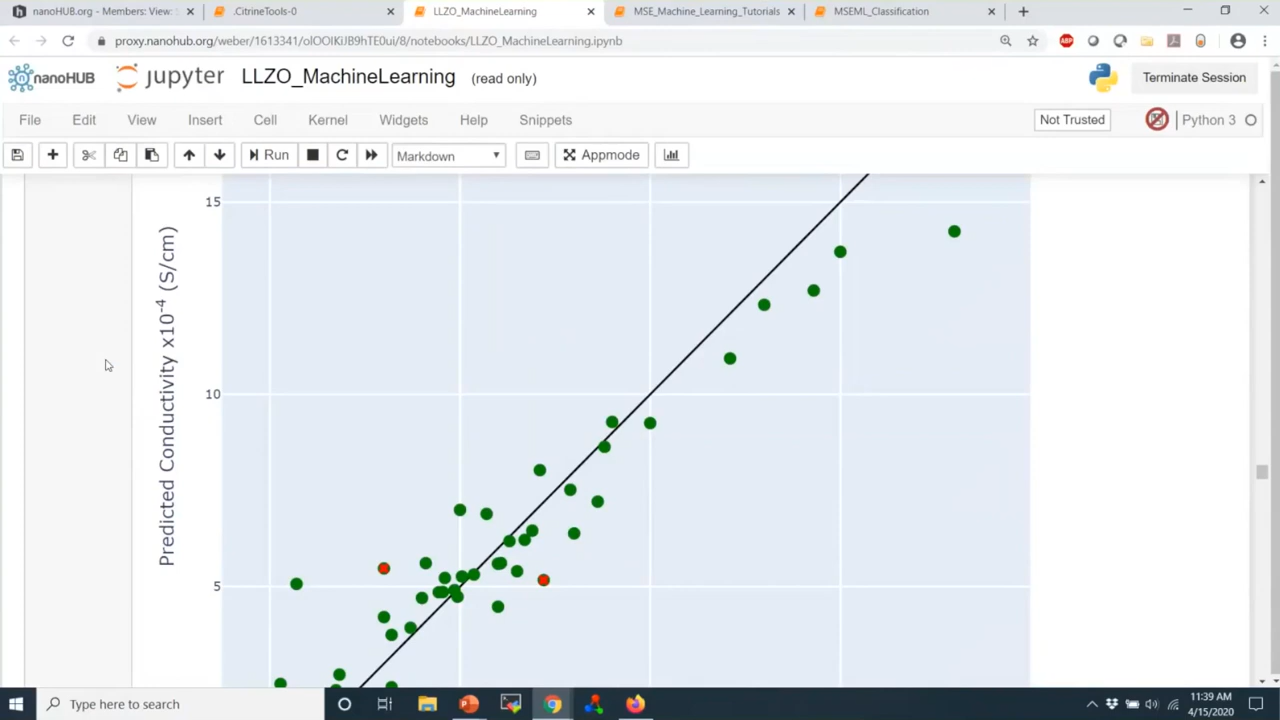 nanoHUB.org - Members: View:
.CitrineTools-0
LLZO_MachineLearning
MSE_Machine_Learning_Tutorials
MSEML_Classification
proxy.nanohub.org/weber/1613341/olOOIKiJB9hTE0ui/8/notebooks/LLZO_MachineLearning.ipynb
ABP
nanoHUB
jupyter
LLZO_MachineLearning (read only)
Terminate Session
File Edit View Insert Cell Kernel Widgets Help Snippets
Not Trusted
Python 3
Run
Markdown
Appmode
15
10
5
Predicted Conductivity x10⁻⁴ (S/cm)
Type here to search
11:39 AM
4/15/2020